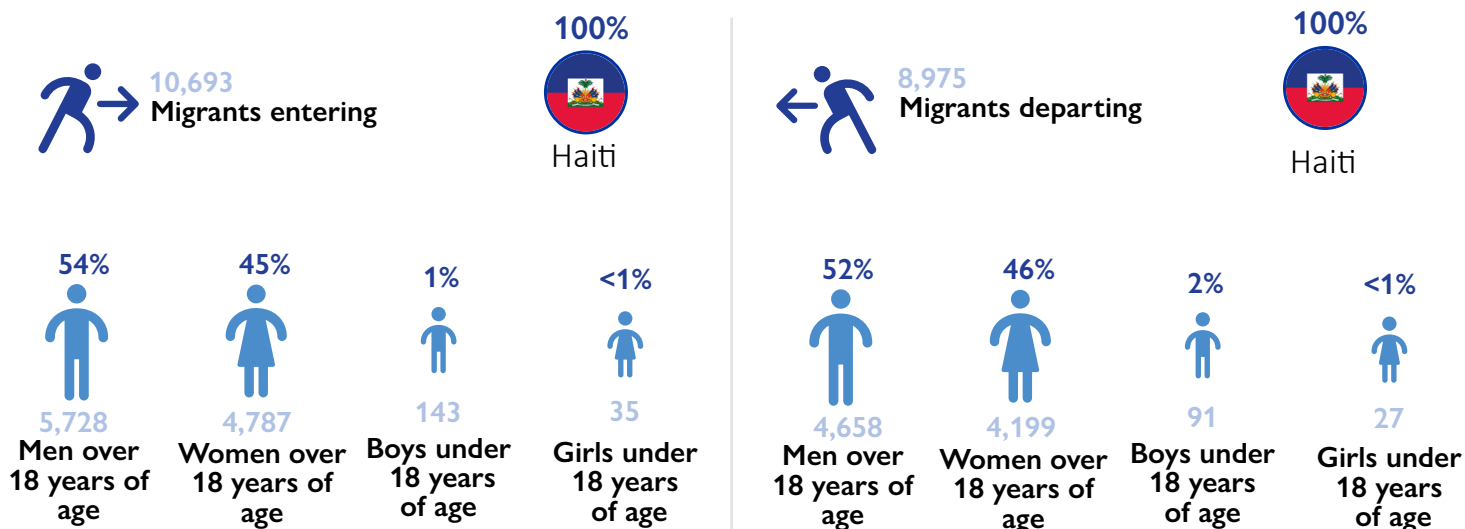 10,693
Migrants entering
100%
Haiti
54%
5,728
Men over
18 years of
age
45%
4,787
Women over
18 years of
age
1%
143
Boys under
18 years
of age
<1%
35
Girls under
18 years
of age
8,975
Migrants departing
100%
Haiti
52%
4,658
Men over
18 years of
age
46%
4,199
Women over
18 years of
age
2%
91
Boys under
18 years
of age
<1%
27
Girls under
18 years
of age